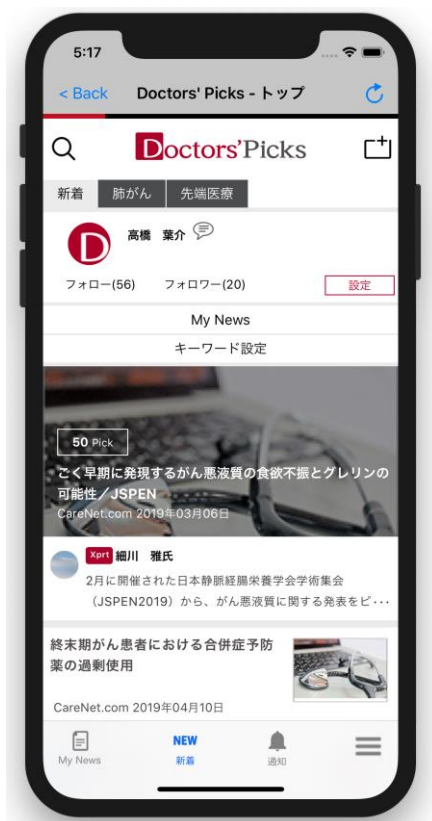 5:17
< Back Doctors' Picks - トップ
Doctors'Picks
新着 肺がん 先端医療
D 高橋 葉介
フォロー(56) フォロワー(20) 設定
My News
キーワード設定
50 Pick
ごく早期に発現するがん悪液質の食欲不振とグレリンの
可能性/JSPEN
CareNet.com 2019年03月06日
Xprt 細川 雅氏
2月に開催された日本静脈経腸栄養学会学術集会
（JSPEN2019）から、がん悪液質に関する発表をピ・・・
終末期がん患者における合併症予防
薬の過剰使用
CareNet.com 2019年04月10日
NEW
My News 新着 通知